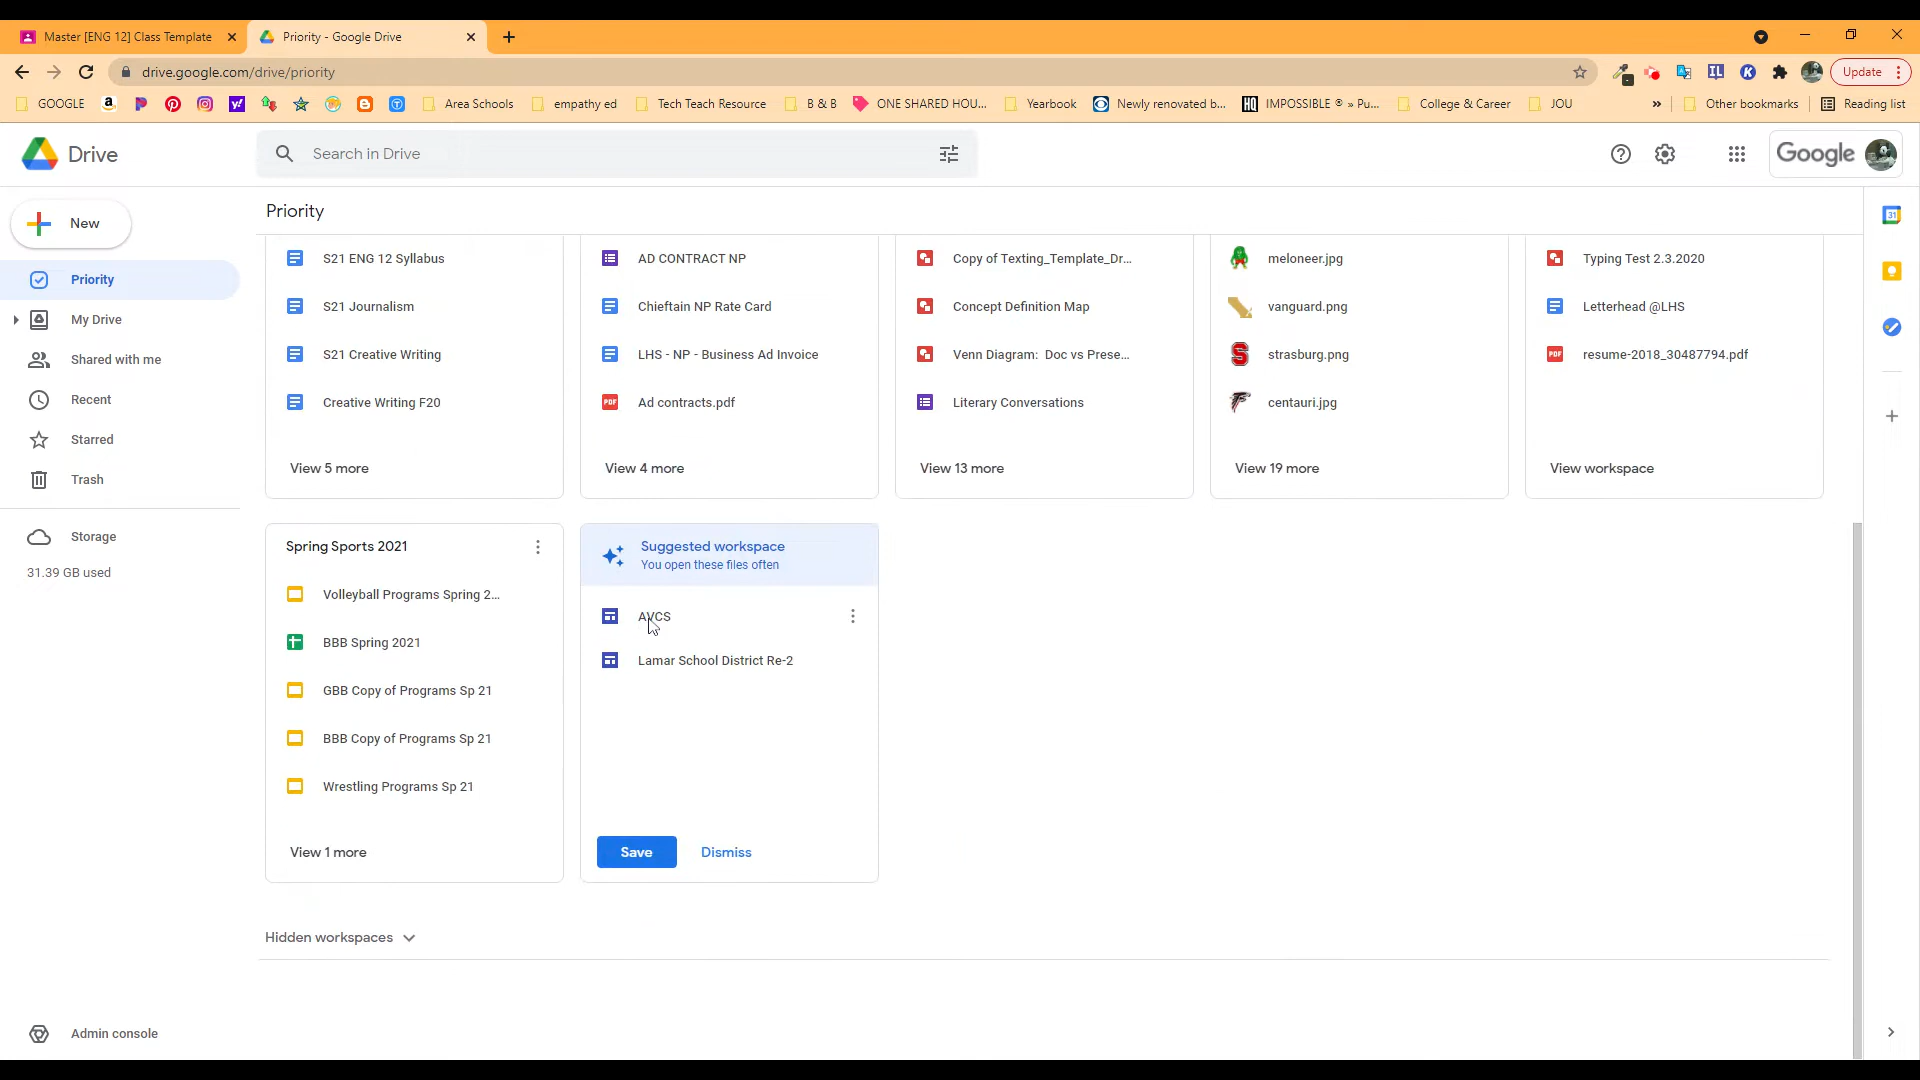 Master [ENG 12] Class Template
Priority - Google Drive
drive.google.com/drive/priority
Update
GOOGLE
Area Schools
empathy ed
Tech Teach Resource
B & B
ONE SHARED HOU...
Yearbook
Newly renovated b...
HQ
IMPOSSIBLE ® » Pu...
College & Career
JOU
»
Other bookmarks
Reading list
Drive
Search in Drive
Google
New
Priority
My Drive
Shared with me
Recent
Starred
Trash
Storage
31.39 GB used
Admin console
Priority
S21 ENG 12 Syllabus
S21 Journalism
S21 Creative Writing
Creative Writing F20
View 5 more
AD CONTRACT NP
Chieftain NP Rate Card
LHS - NP - Business Ad Invoice
PDF
Ad contracts.pdf
View 4 more
Copy of Texting_Template_Dr...
Concept Definition Map
Venn Diagram: Doc vs Prese...
Literary Conversations
View 13 more
meloneer.jpg
vanguard.png
strasburg.png
centauri.jpg
View 19 more
Typing Test 2.3.2020
Letterhead @LHS
PDF
resume-2018_30487794.pdf
View workspace
Spring Sports 2021
Volleyball Programs Spring 2...
BBB Spring 2021
GBB Copy of Programs Sp 21
BBB Copy of Programs Sp 21
Wrestling Programs Sp 21
View 1 more
Suggested workspace
You open these files often
AVCS
Lamar School District Re-2
Save
Dismiss
Hidden workspaces
31